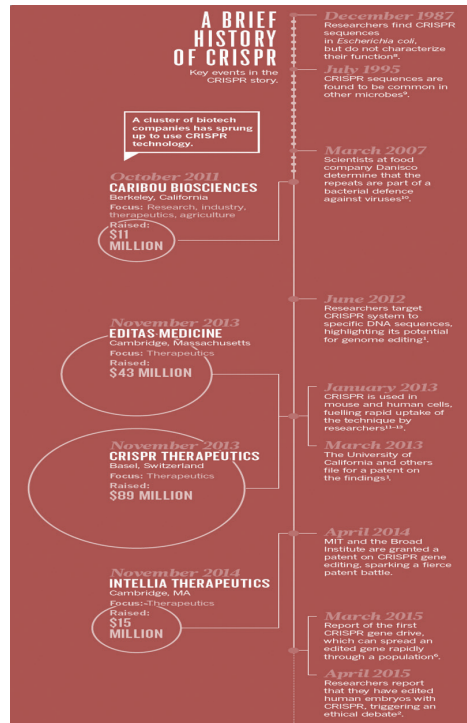 A BRIEF
HISTORY
OF CRISPR
Key events in the
CRISPR story.
December 1987
Researchers find CRISPR
sequences
in Escherichia coli,
but do not characterize
their function⁸.
July 1995
CRISPR sequences are
found to be common in
other microbes⁹.
A cluster of biotech
companies has sprung
up to use CRISPR
technology.
March 2007
Scientists at food
company Danisco
determine that the
repeats are part of a
bacterial defence
against viruses¹⁰.
October 2011
CARIBOU BIOSCIENCES
Berkeley, California
Focus: Research, industry,
therapeutics, agriculture
Raised:
$11
MILLION
June 2012
Researchers target
CRISPR system to
specific DNA sequences,
highlighting its potential
for genome editing¹.
November 2013
EDITAS MEDICINE
Cambridge, Massachusetts
Focus: Therapeutics
Raised:
$43 MILLION
January 2013
CRISPR is used in
mouse and human cells,
fuelling rapid uptake of
the technique by
researchers¹¹⁻¹³.
March 2013
The University of
California and others
file for a patent on
the findings¹.
November 2013
CRISPR THERAPEUTICS
Basel, Switzerland
Focus: Therapeutics
Raised:
$89 MILLION
April 2014
MIT and the Broad
Institute are granted a
patent on CRISPR gene
editing, sparking a fierce
patent battle.
November 2014
INTELLIA THERAPEUTICS
Cambridge, MA
Focus: Therapeutics
Raised:
$15
MILLION
March 2015
Report of the first
CRISPR gene drive,
which can spread an
edited gene rapidly
through a population⁶.
April 2015
Researchers report
that they have edited
human embryos with
CRISPR, triggering an
ethical debate².